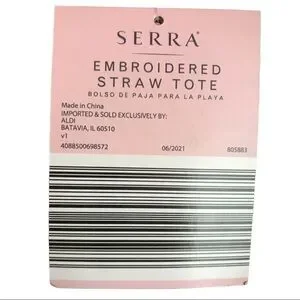 SERRA®
EMBROIDERED
STRAW TOTE
BOLSO DE PAJA PARA LA PLAYA
Made in China
IMPORTED & SOLD EXCLUSIVELY BY:
ALDI
BATAVIA, IL 60510
v1
4088500698572 06/2021 805883